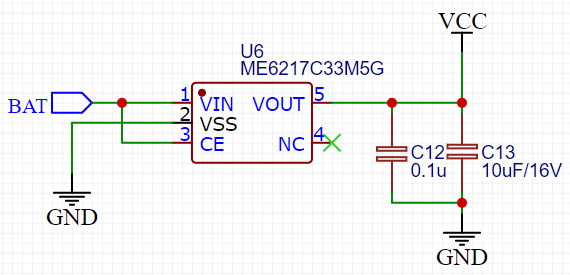 VCC
U6
ME6217C33M5G
BAT
1 VIN VOUT 5
2 VSS
3 CE NC 4
C12 C13
0.1u 10uF/16V
GND
GND